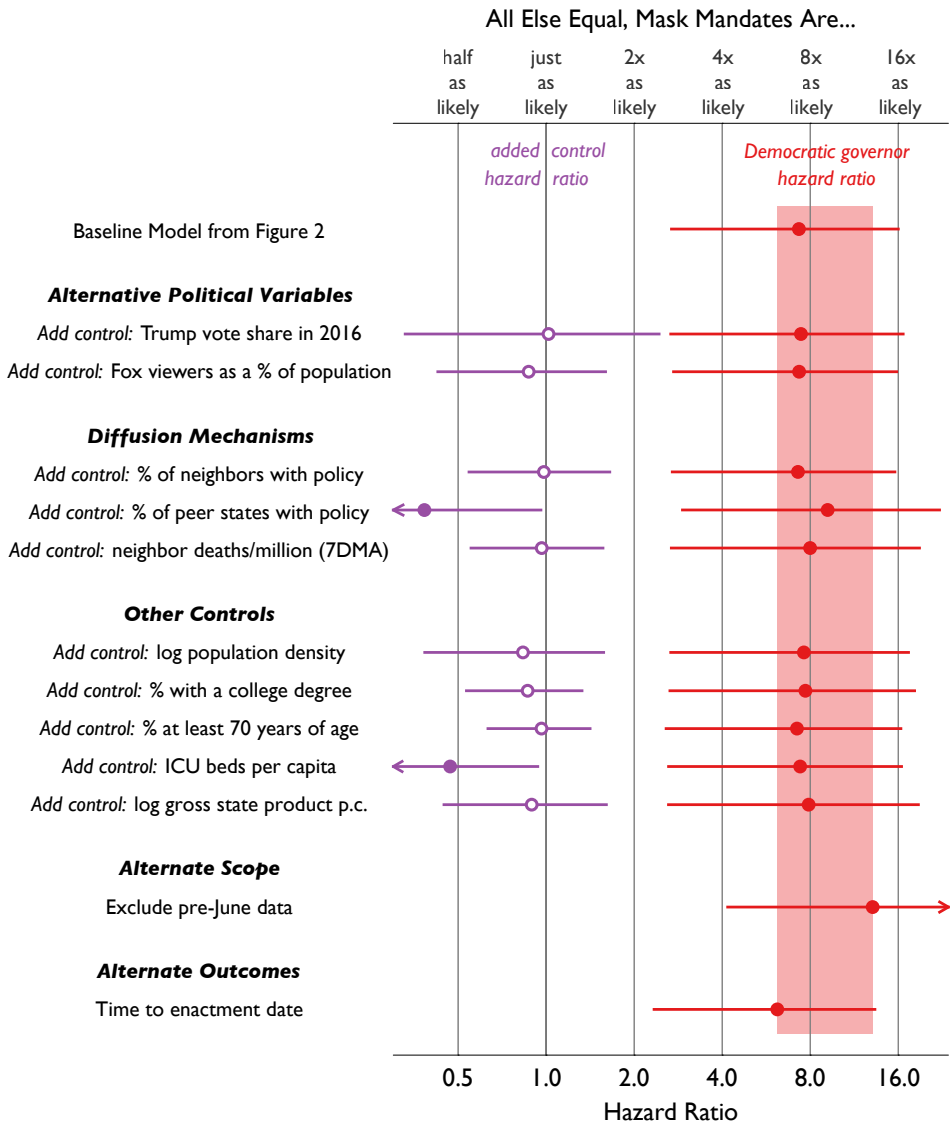 All Else Equal, Mask Mandates Are...
half just 2x 4x 8x 16x
as as as as as as
likely likely likely likely likely likely
added control Democratic governor
hazard ratio hazard ratio
Baseline Model from Figure 2
Alternative Political Variables
Add control: Trump vote share in 2016
Add control: Fox viewers as a % of population
Diffusion Mechanisms
Add control: % of neighbors with policy
Add control: % of peer states with policy
Add control: neighbor deaths/million (7DMA)
Other Controls
Add control: log population density
Add control: % with a college degree
Add control: % at least 70 years of age
Add control: ICU beds per capita
Add control: log gross state product p.c.
Alternate Scope
Exclude pre-June data
Alternate Outcomes
Time to enactment date
0.5 1.0 2.0 4.0 8.0 16.0
Hazard Ratio